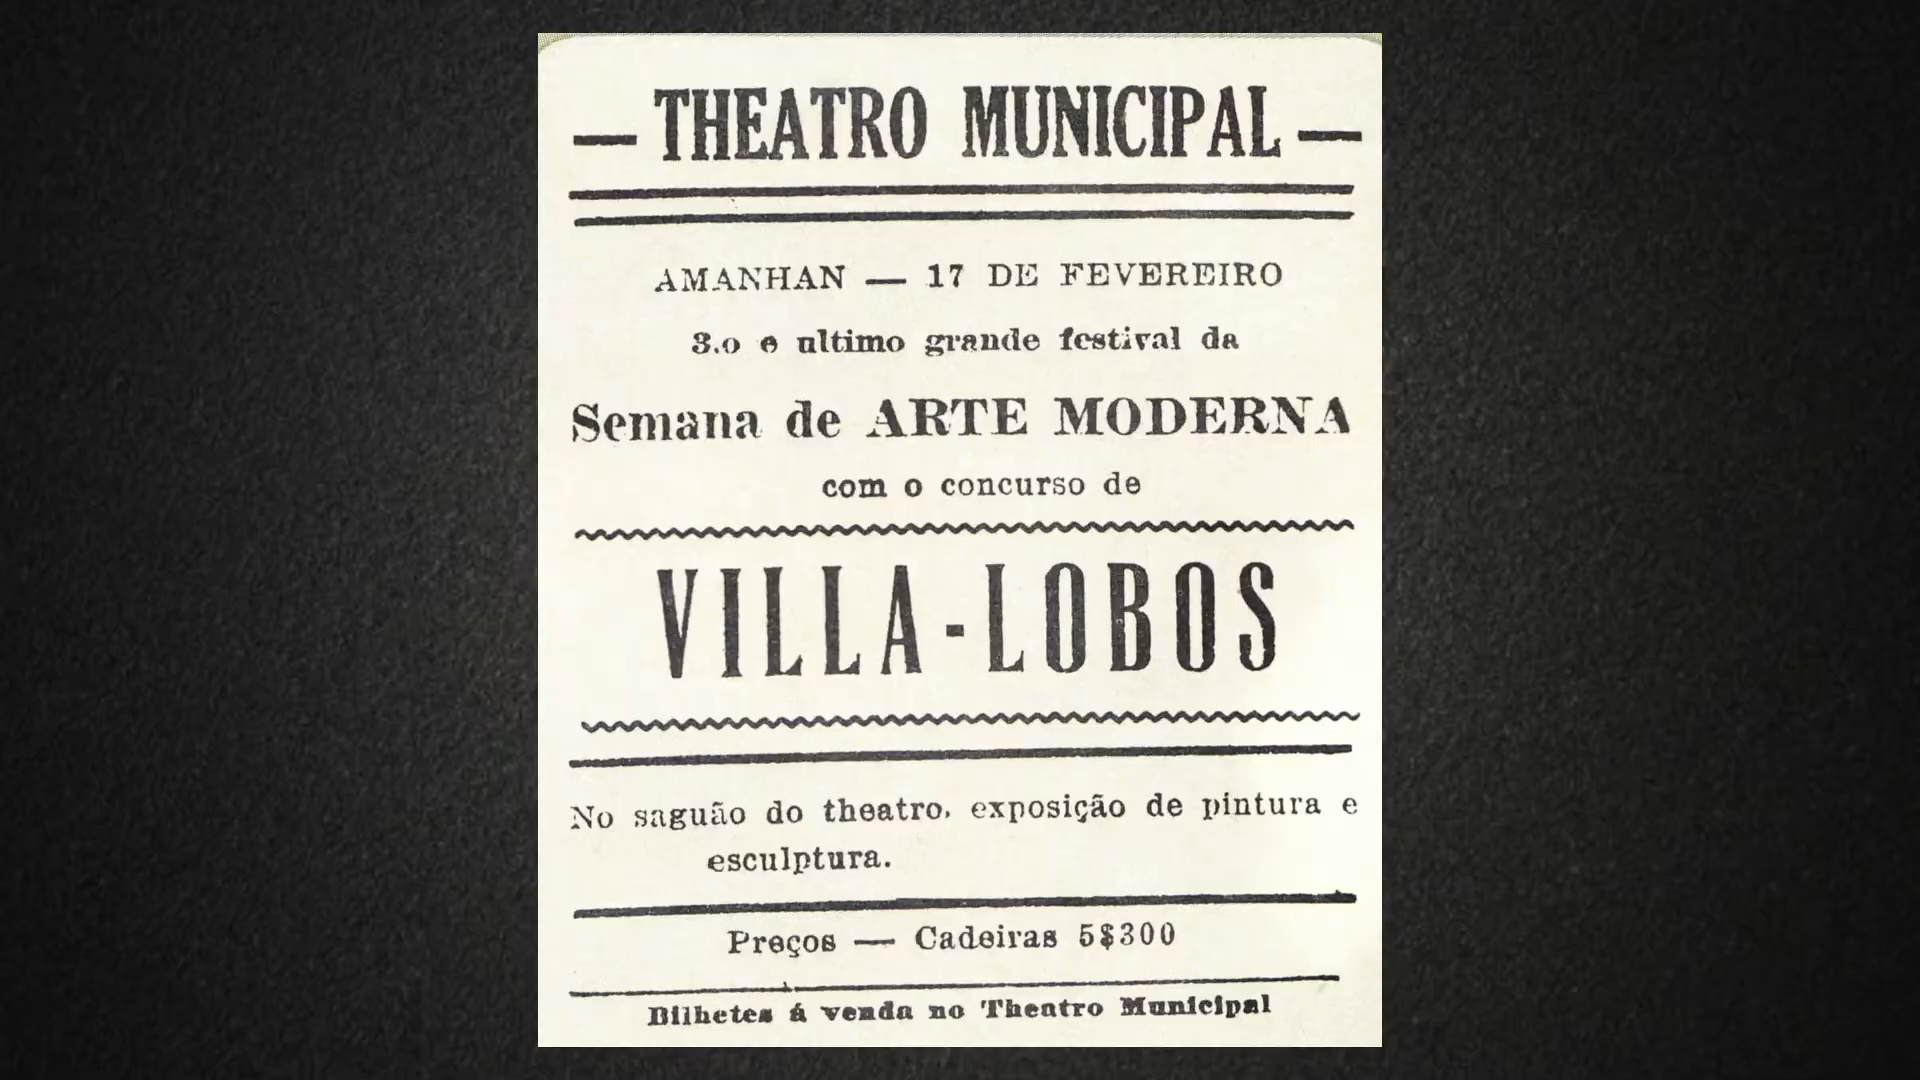 — THEATRO MUNICIPAL —
AMANHAN — 17 DE FEVEREIRO
3.o e ultimo grande festival da
Semana de ARTE MODERNA
com o concurso de
VILLA-LOBOS
No saguão do theatro, exposição de pintura e
esculptura.
Preços — Cadeiras 5$300
Bilhetes á venda no Theatro Municipal